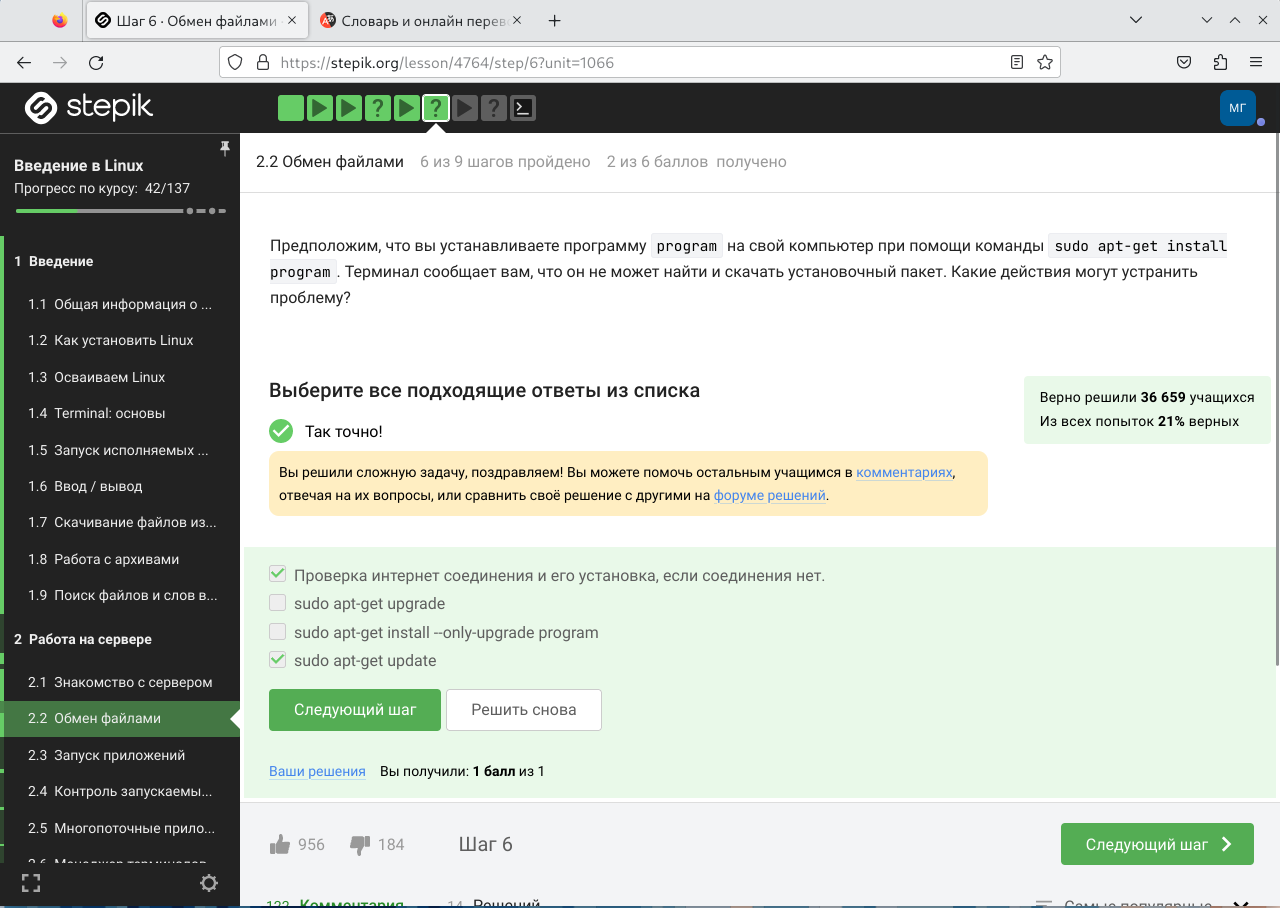 Шаг 6 · Обмен файлами
Словарь и онлайн перев
https://stepik.org/lesson/4764/step/6?unit=1066
stepik
МГ
Введение в Linux
Прогресс по курсу: 42/137
1 Введение
1.1 Общая информация о ...
1.2 Как установить Linux
1.3 Осваиваем Linux
1.4 Terminal: основы
1.5 Запуск исполняемых ...
1.6 Ввод / вывод
1.7 Скачивание файлов из...
1.8 Работа с архивами
1.9 Поиск файлов и слов в...
2 Работа на сервере
2.1 Знакомство с сервером
2.2 Обмен файлами
2.3 Запуск приложений
2.4 Контроль запускаемы...
2.5 Многопоточные прило...
2.6 Менеджер терминалов
2.2 Обмен файлами 6 из 9 шагов пройдено 2 из 6 баллов получено
Предположим, что вы устанавливаете программу program на свой компьютер при помощи команды sudo apt-get install
program . Терминал сообщает вам, что он не может найти и скачать установочный пакет. Какие действия могут устранить
проблему?
Выберите все подходящие ответы из списка
Верно решили 36 659 учащихся
Из всех попыток 21% верных
Так точно!
Вы решили сложную задачу, поздравляем! Вы можете помочь остальным учащимся в комментариях,
отвечая на их вопросы, или сравнить своё решение с другими на форуме решений.
Проверка интернет соединения и его установка, если соединения нет.
sudo apt-get upgrade
sudo apt-get install --only-upgrade program
sudo apt-get update
Следующий шаг
Решить снова
Ваши решения Вы получили: 1 балл из 1
956 184 Шаг 6
Следующий шаг
Комментария 14 Решений
Самые популярные